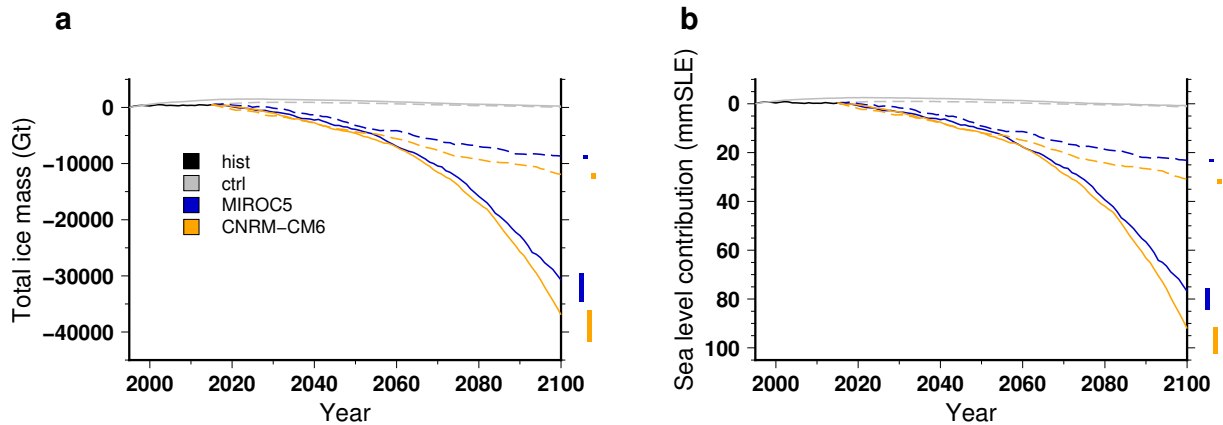 a
Total ice mass (Gt)
0
−10000
−20000
−30000
−40000
hist
ctrl
MIROC5
CNRM−CM6
2000 2020 2040 2060 2080 2100
Year
b
Sea level contribution (mmSLE)
0
20
40
60
80
100
2000 2020 2040 2060 2080 2100
Year